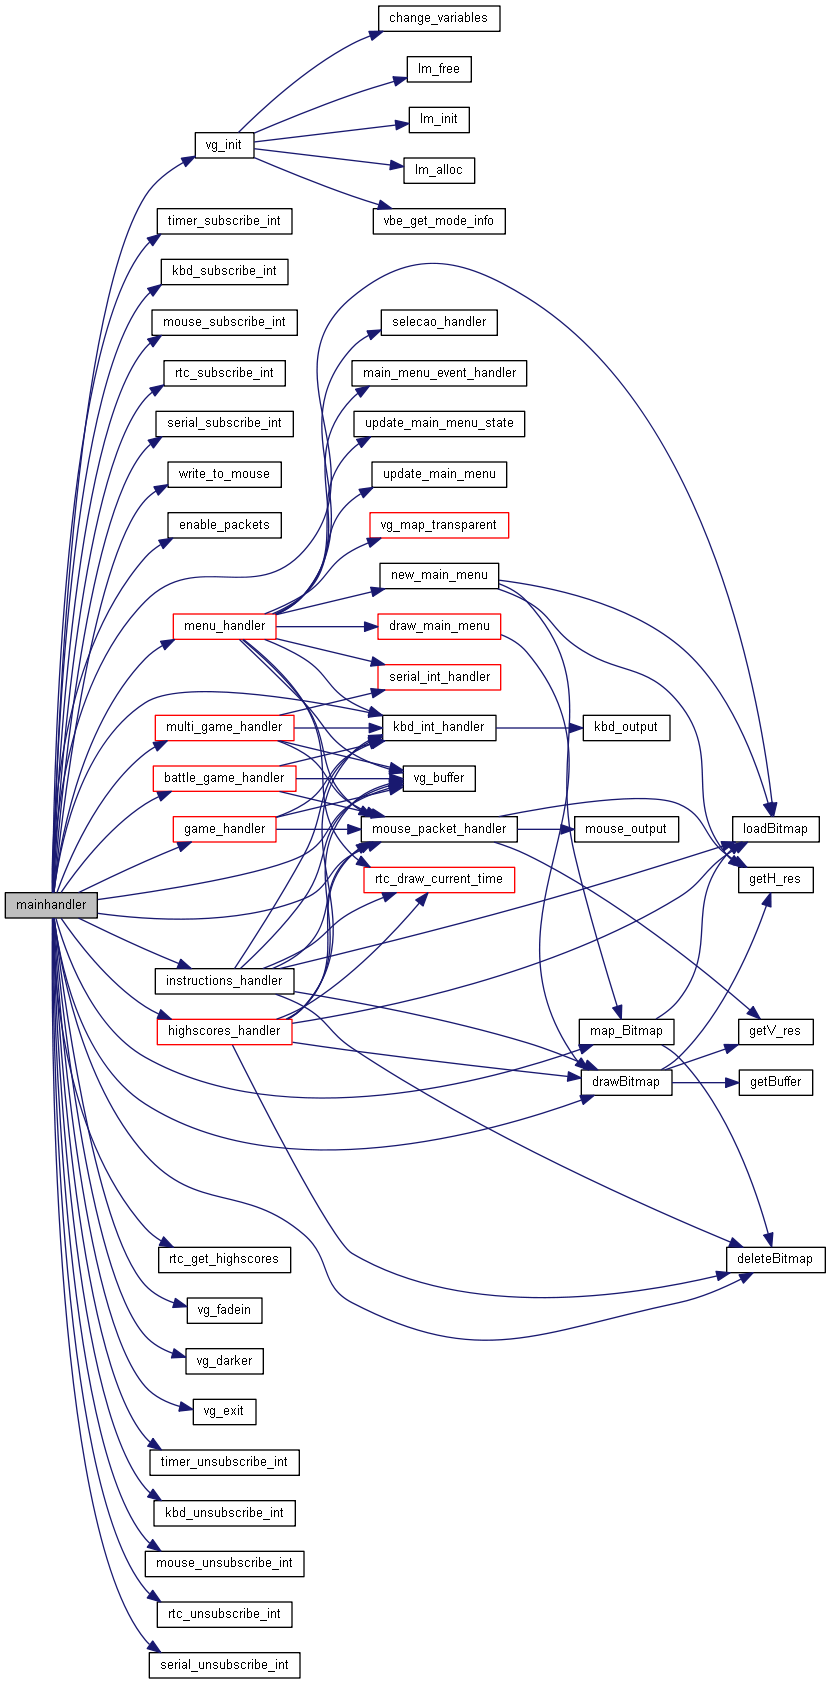 change_variables
lm_free
lm_init
vg_init
lm_alloc
timer_subscribe_int
vbe_get_mode_info
kbd_subscribe_int
mouse_subscribe_int
selecao_handler
rtc_subscribe_int
main_menu_event_handler
serial_subscribe_int
update_main_menu_state
write_to_mouse
update_main_menu
enable_packets
vg_map_transparent
new_main_menu
menu_handler
draw_main_menu
serial_int_handler
multi_game_handler
kbd_int_handler
kbd_output
battle_game_handler
vg_buffer
game_handler
mouse_packet_handler
mouse_output
loadBitmap
rtc_draw_current_time
getH_res
mainhandler
instructions_handler
highscores_handler
map_Bitmap
getV_res
drawBitmap
getBuffer
rtc_get_highscores
deleteBitmap
vg_fadein
vg_darker
vg_exit
timer_unsubscribe_int
kbd_unsubscribe_int
mouse_unsubscribe_int
rtc_unsubscribe_int
serial_unsubscribe_int